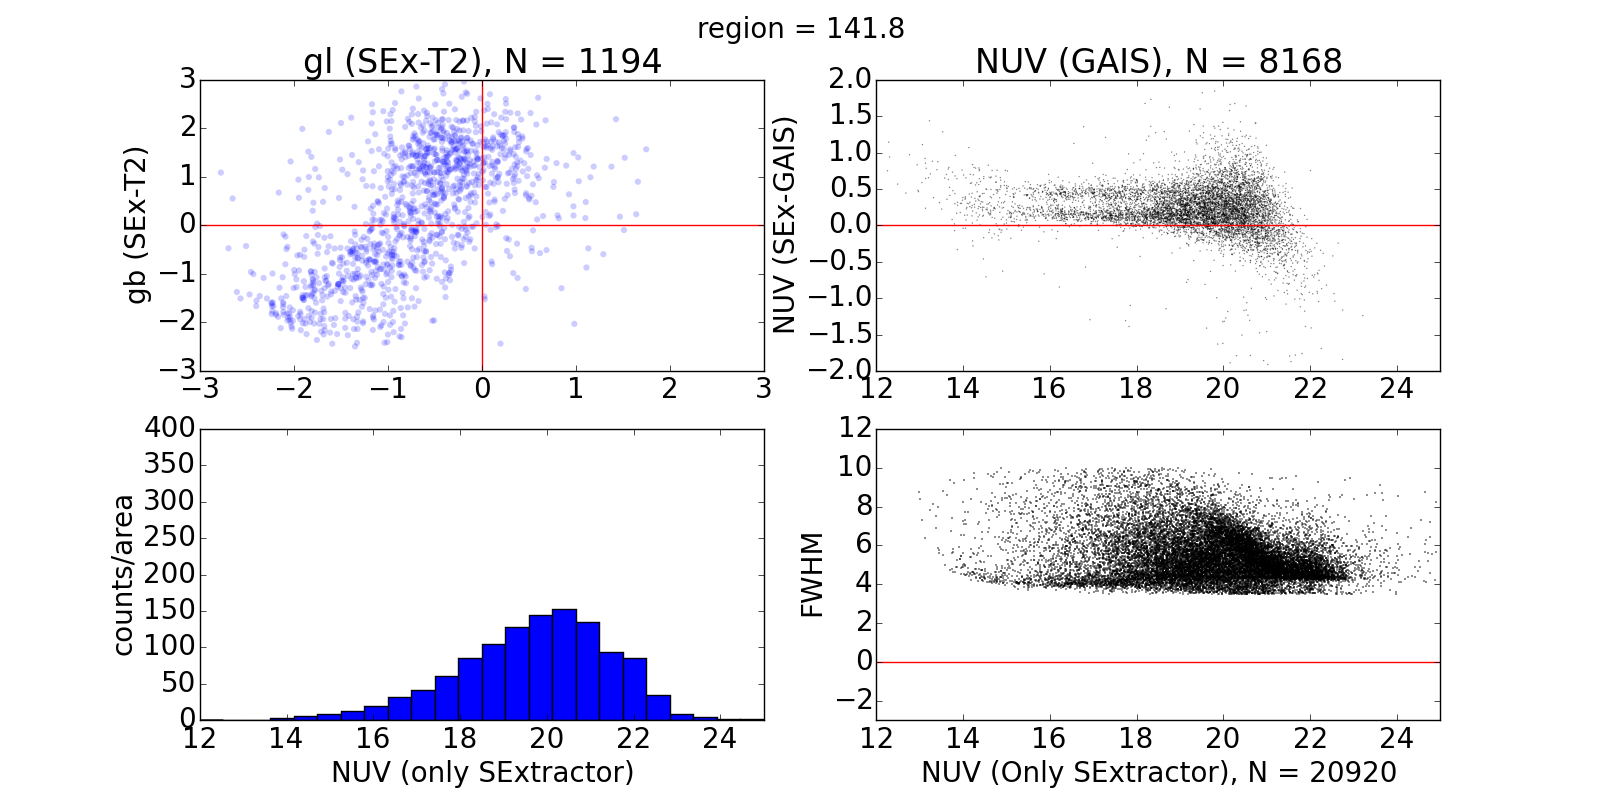 region = 141.8
gl (SEx-T2), N = 1194
NUV (GAIS), N = 8168
3
2
1
0
−1
−2
−3
gb (SEx-T2)
−3 −2 −1 0 1 2 3
2.0
1.5
1.0
0.5
0.0
−0.5
−1.0
−1.5
−2.0
NUV (SEx-GAIS)
12 14 16 18 20 22 24
400
350
300
250
200
150
100
50
0
counts/area
12 14 16 18 20 22 24
NUV (only SExtractor)
12
10
8
6
4
2
0
−2
FWHM
12 14 16 18 20 22 24
NUV (Only SExtractor), N = 20920